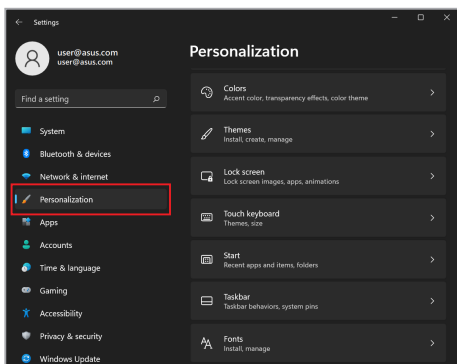 Settings
user@asus.com
user@asus.com
Find a setting
System
Bluetooth & devices
Network & internet
Personalization
Apps
Accounts
Time & language
Gaming
Accessibility
Privacy & security
Windows Update
Personalization
Colors
Accent color, transparency effects, color theme
Themes
Install, create, manage
Lock screen
Lock screen images, apps, animations
Touch keyboard
Themes, size
Start
Recent apps and items, folders
Taskbar
Taskbar behaviors, system pins
Fonts
Install, manage